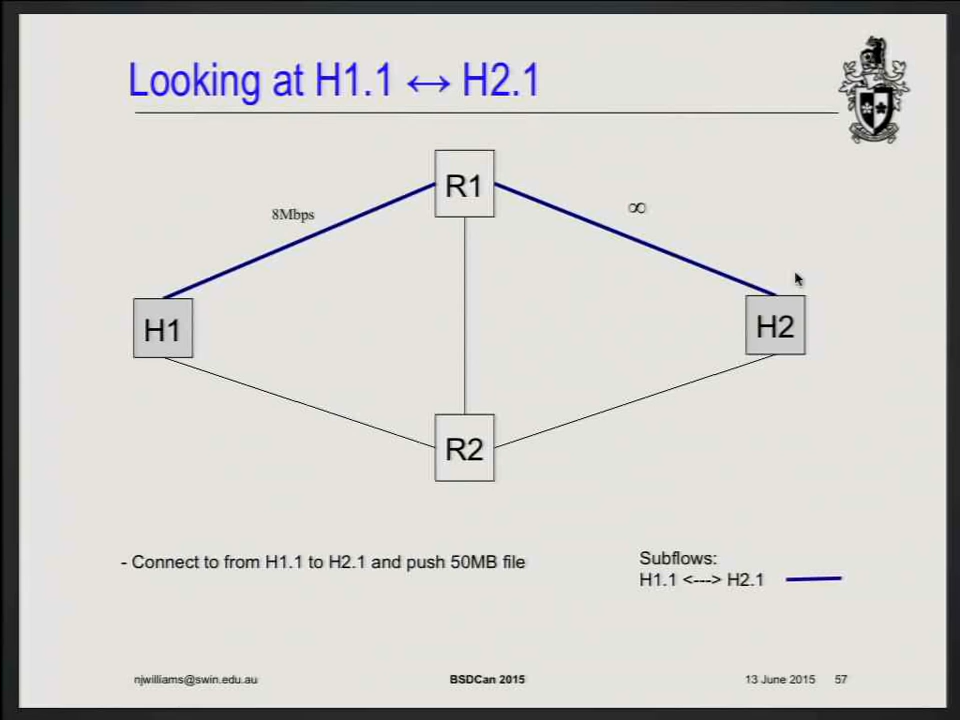 Looking at H1.1 ↔ H2.1
R1
8Mbps
∞
H1
H2
R2
- Connect to from H1.1 to H2.1 and push 50MB file
Subflows:
H1.1 <---> H2.1
njwilliams@swin.edu.au
BSDCan 2015
13 June 2015 57